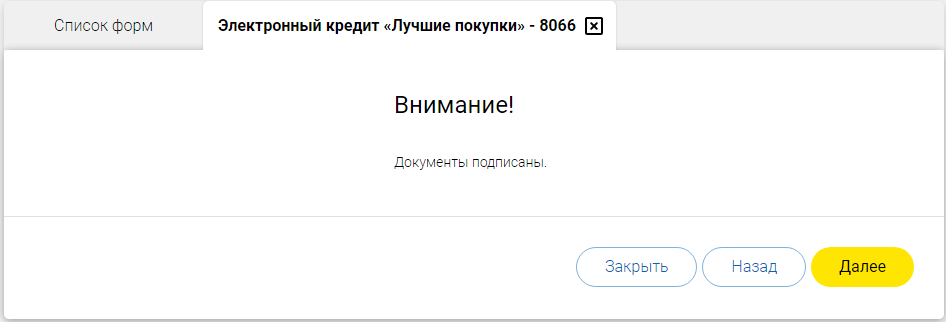 Список форм
Электронный кредит «Лучшие покупки» - 8066
Внимание!
Документы подписаны.
Закрыть
Назад
Далее